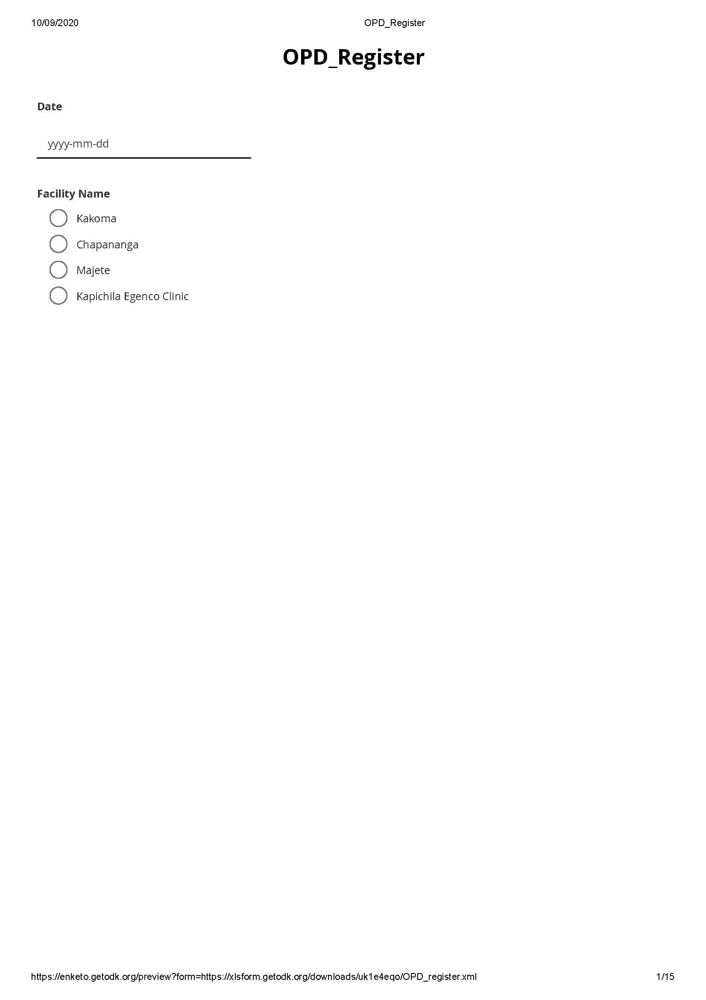 10/09/2020 OPD_Register
OPD_Register
Date
yyyy-mm-dd
Facility Name
Kakoma
Chapananga
Majete
Kapichila Egenco Clinic
https://enketo.getodk.org/preview?form=https://xlsform.getodk.org/downloads/uk1e4eqo/OPD_register.xml 1/15